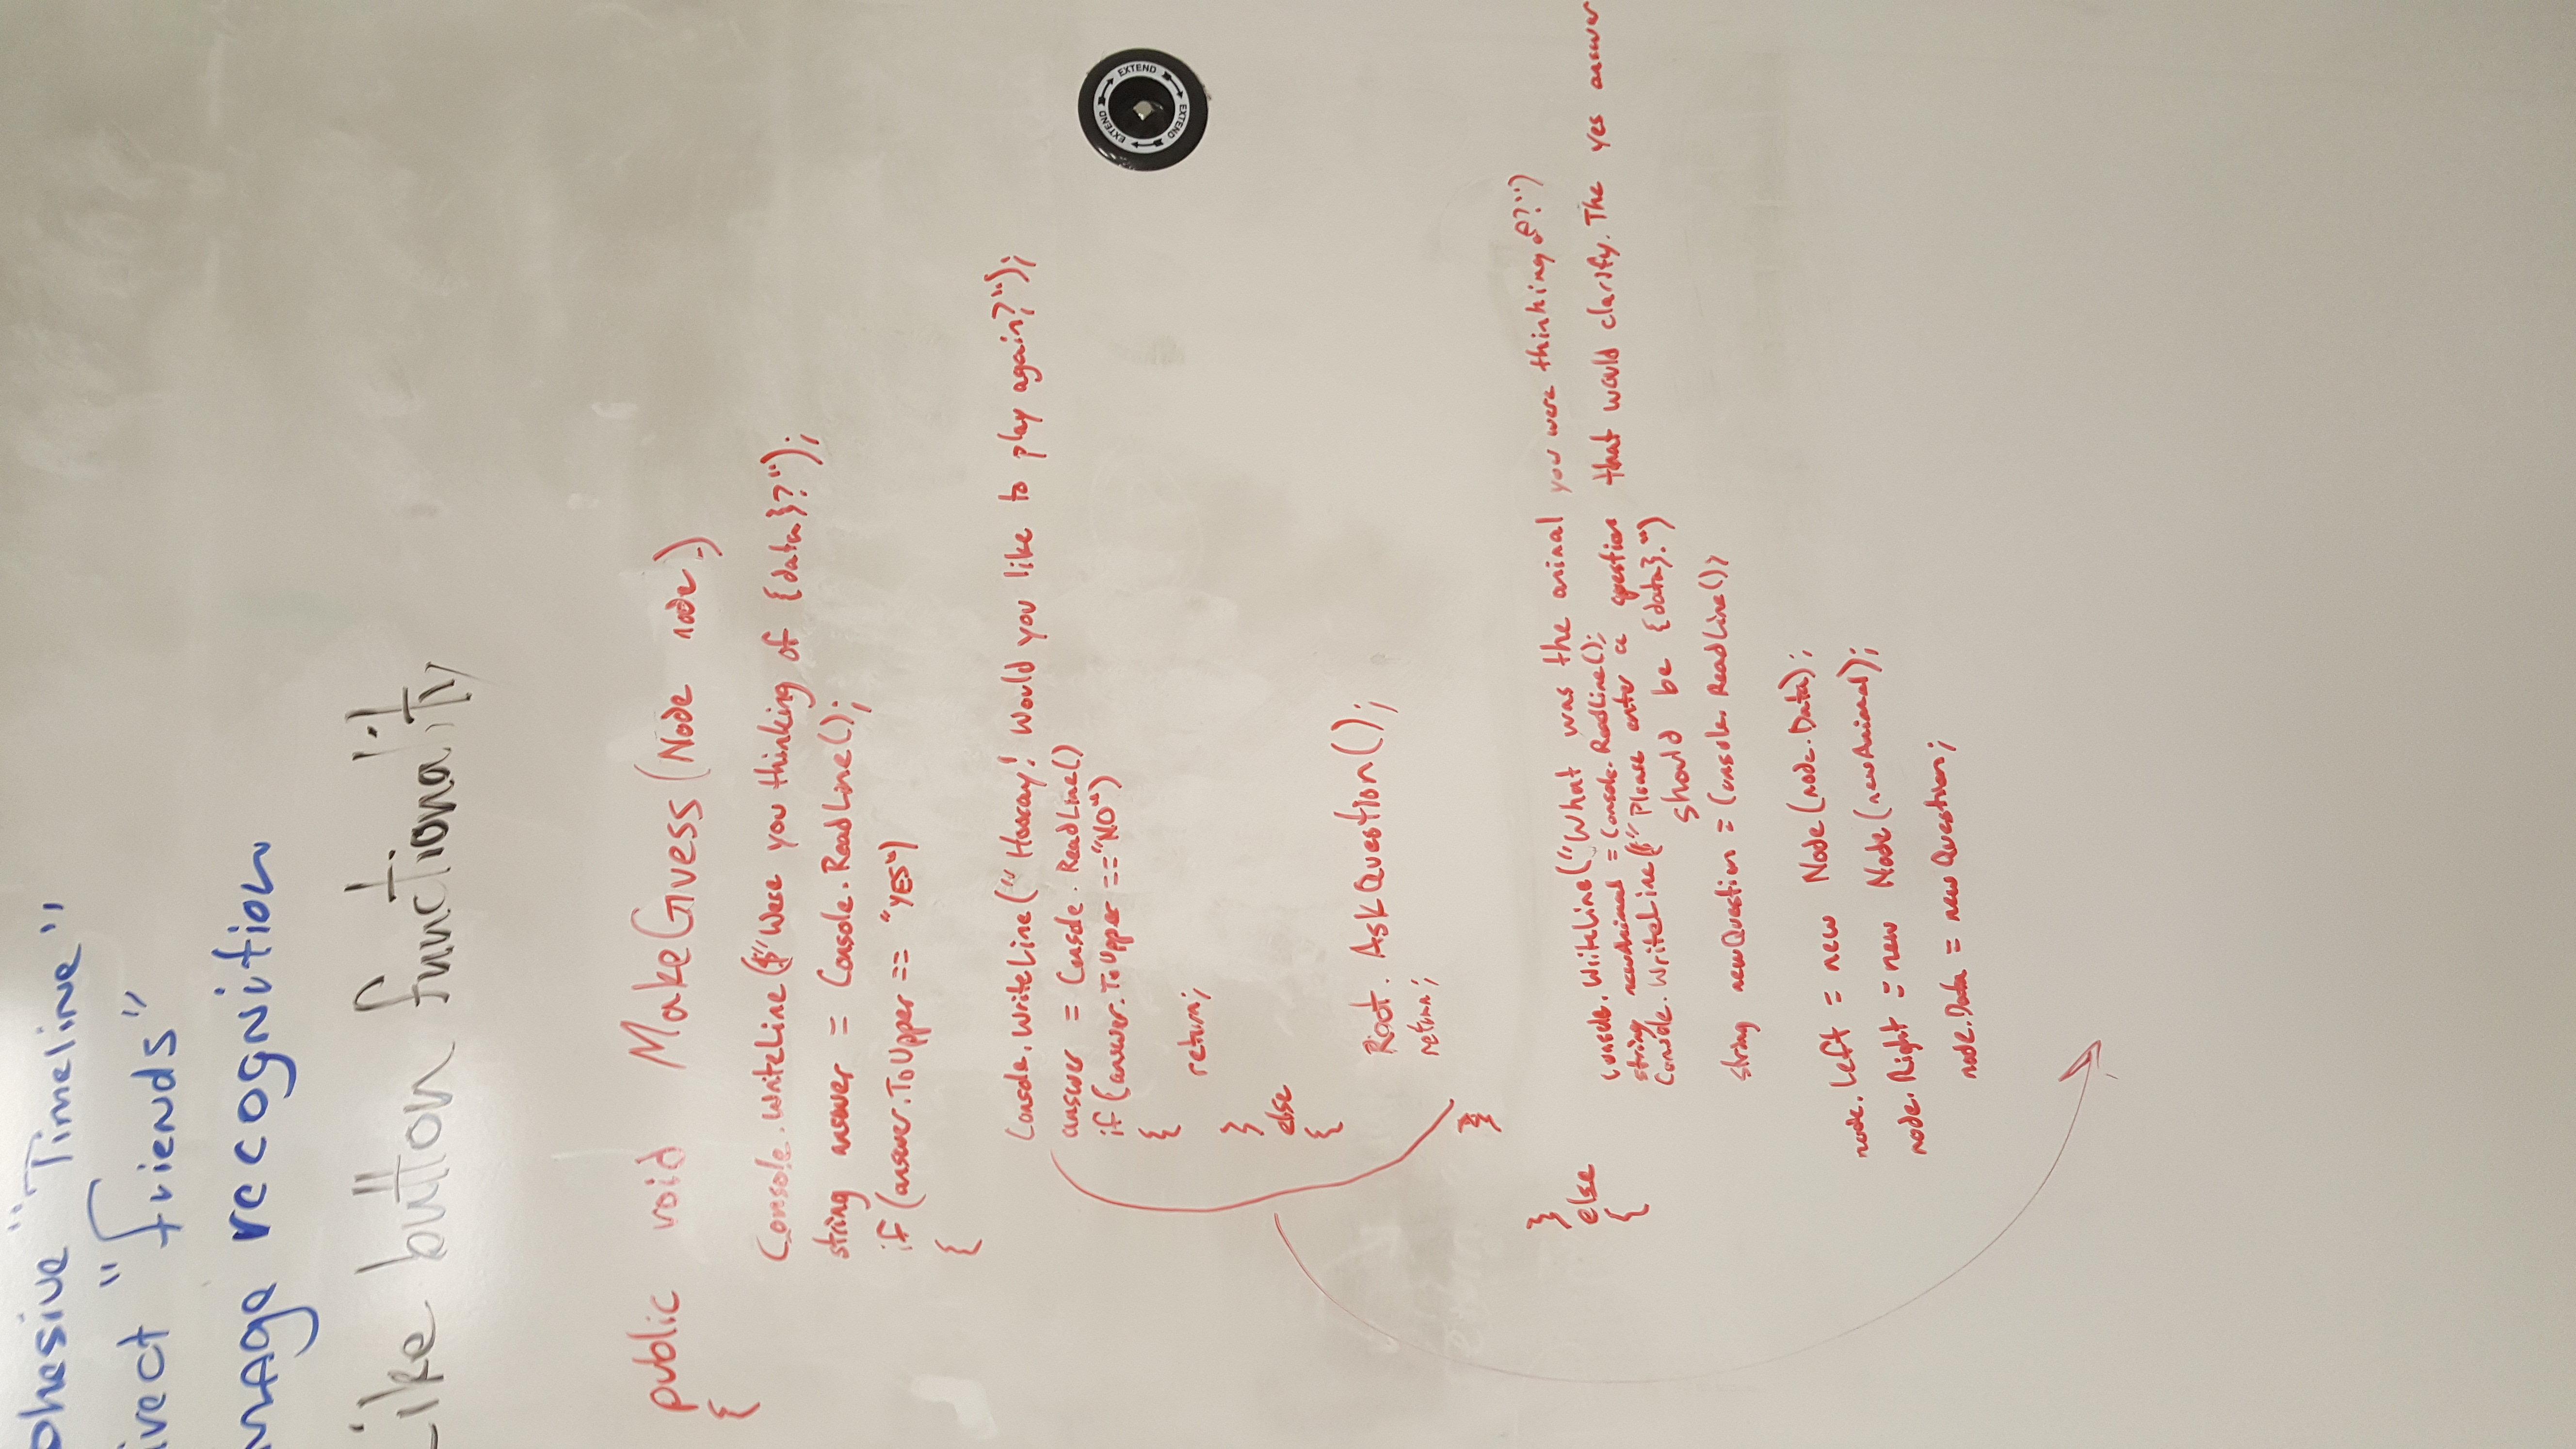 ohesive "Timeline"
irect "friends"
mage recognition
Like button functionality
public void MakeGuess(Node node)
{
Console.WriteLine($"Were you thinking of {data}?");
string answer = Console.ReadLine();
if (answer.ToUpper == "YES")
{
Console.WriteLine("Hooray! Would you like to play again?");
answer = Console.ReadLine()
if (answer.ToUpper =="NO")
{
return;
}
else
{
Root.AskQuestion();
return;
}
}
else
{
Console.WriteLine("What was the animal you were thinking of?")
string newAnimal = Console.ReadLine();
Console.WriteLine($"Please enter a question that would clarify. The yes answer
should be {data}.")
string newQuestion = Console.ReadLine();
node.Left = new Node(node.Data);
node.Right = new Node(newAnimal);
node.Data = newQuestion;
EXTEND EXTEND EXTEND EXTEND